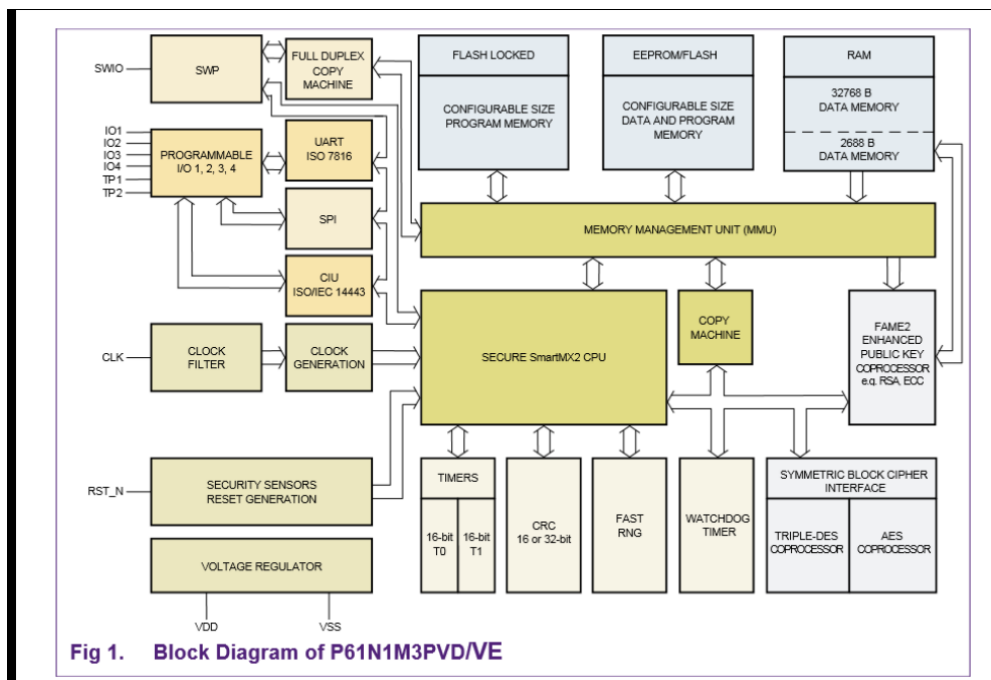 SWIO
SWP
FULL DUPLEX
COPY
MACHINE
FLASH LOCKED
CONFIGURABLE SIZE
PROGRAM MEMORY
EEPROM/FLASH
CONFIGURABLE SIZE
DATA AND PROGRAM
MEMORY
RAM
32768 B
DATA MEMORY
2688 B
DATA MEMORY
IO1
IO2
IO3
IO4
TP1
TP2
PROGRAMMABLE
I/O 1, 2, 3, 4
UART
ISO 7816
SPI
CIU
ISO/IEC 14443
MEMORY MANAGEMENT UNIT (MMU)
CLK
CLOCK
FILTER
CLOCK
GENERATION
SECURE SmartMX2 CPU
COPY
MACHINE
FAME2
ENHANCED
PUBLIC KEY
COPROCESSOR
e.g. RSA, ECC
RST_N
SECURITY SENSORS
RESET GENERATION
TIMERS
16-bit
T0
16-bit
T1
CRC
16 or 32-bit
FAST
RNG
WATCHDOG
TIMER
SYMMETRIC BLOCK CIPHER
INTERFACE
TRIPLE-DES
COPROCESSOR
AES
COPROCESSOR
VOLTAGE REGULATOR
VDD
VSS
Fig 1. Block Diagram of P61N1M3PVD/VE